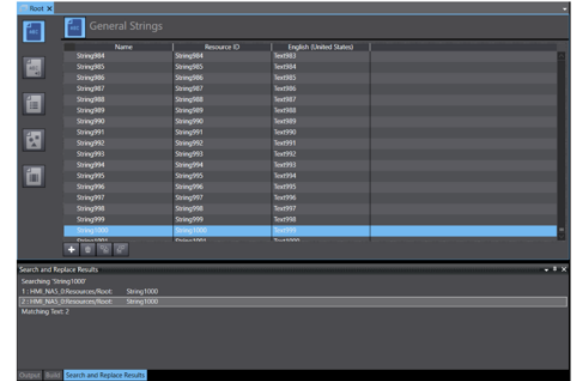 Root ×
General Strings
Name Resource ID English (United States)
String984 String984 Text983
String985 String985 Text984
String986 String986 Text985
String987 String987 Text986
String988 String988 Text987
String989 String989 Text988
String990 String990 Text989
String991 String991 Text990
String992 String992 Text991
String993 String993 Text992
String994 String994 Text993
String995 String995 Text994
String996 String996 Text995
String997 String997 Text996
String998 String998 Text997
String999 String999 Text998
String1000 String1000 Text999
String1001 String1001 Text1000
Search and Replace Results
Searching 'String1000'
1 : HMI_NA5_0:Resources/Root: String1000
2 : HMI_NA5_0:Resources/Root: String1000
Matching Text: 2
Output Build Search and Replace Results